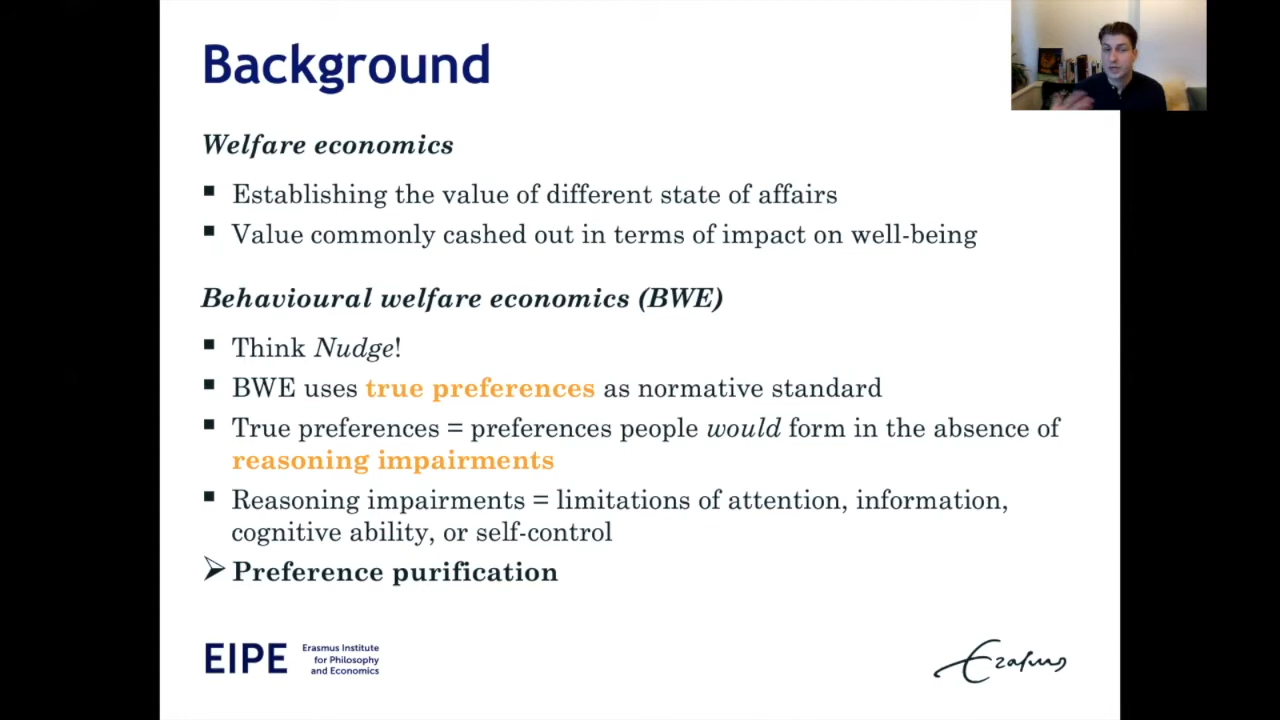 Background
Welfare economics
▪ Establishing the value of different state of affairs
▪ Value commonly cashed out in terms of impact on well-being
Behavioural welfare economics (BWE)
▪ Think Nudge!
▪ BWE uses true preferences as normative standard
▪ True preferences = preferences people would form in the absence of
reasoning impairments
▪ Reasoning impairments = limitations of attention, information,
cognitive ability, or self-control
➢ Preference purification
EIPE
Erasmus Institute
for Philosophy
and Economics
Erasmus